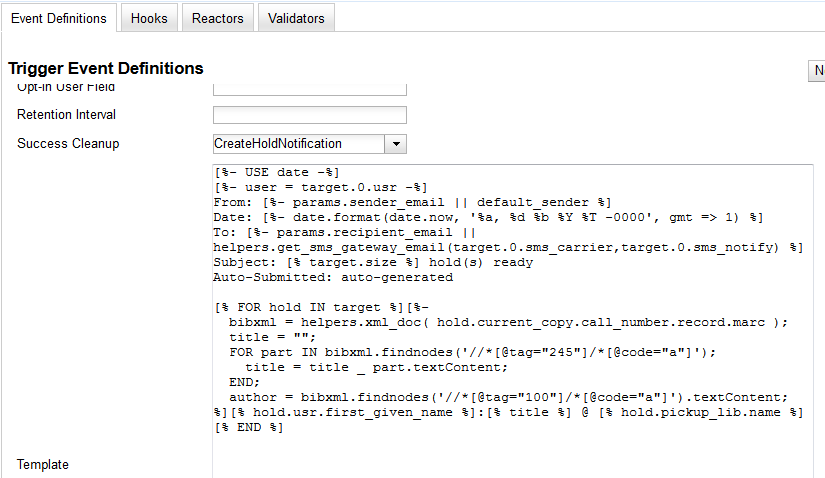 Event Definitions
Hooks
Reactors
Validators
Trigger Event Definitions
N
Opt-In User Field
Retention Interval
Success Cleanup
CreateHoldNotification
[%- USE date -%]
[%- user = target.0.usr -%]
From: [%- params.sender_email || default_sender %]
Date: [%- date.format(date.now, '%a, %d %b %Y %T -0000', gmt => 1) %]
To: [%- params.recipient_email ||
helpers.get_sms_gateway_email(target.0.sms_carrier,target.0.sms_notify) %]
Subject: [% target.size %] hold(s) ready
Auto-Submitted: auto-generated
[% FOR hold IN target %][%-
  bibxml = helpers.xml_doc( hold.current_copy.call_number.record.marc );
  title = "";
  FOR part IN bibxml.findnodes('//*[@tag="245"]/*[@code="a"]');
    title = title _ part.textContent;
  END;
  author = bibxml.findnodes('//*[@tag="100"]/*[@code="a"]').textContent;
%][% hold.usr.first_given_name %]:[% title %] @ [% hold.pickup_lib.name %]
[% END %]
Template